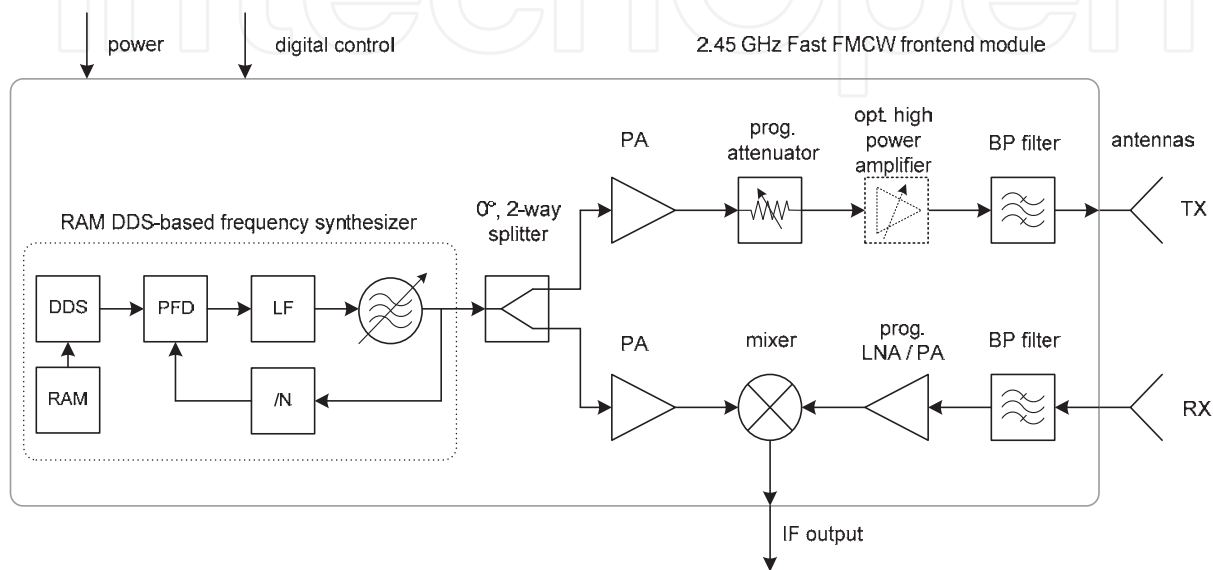 intechopen
power
digital control
2.45 GHz Fast FMCW frontend module
PA
prog.
attenuator
opt. high
power
amplifier
BP filter
antennas
TX
RAM DDS-based frequency synthesizer
0°, 2-way
splitter
DDS
PFD
LF
RAM
/N
PA
mixer
prog.
LNA / PA
BP filter
RX
IF output